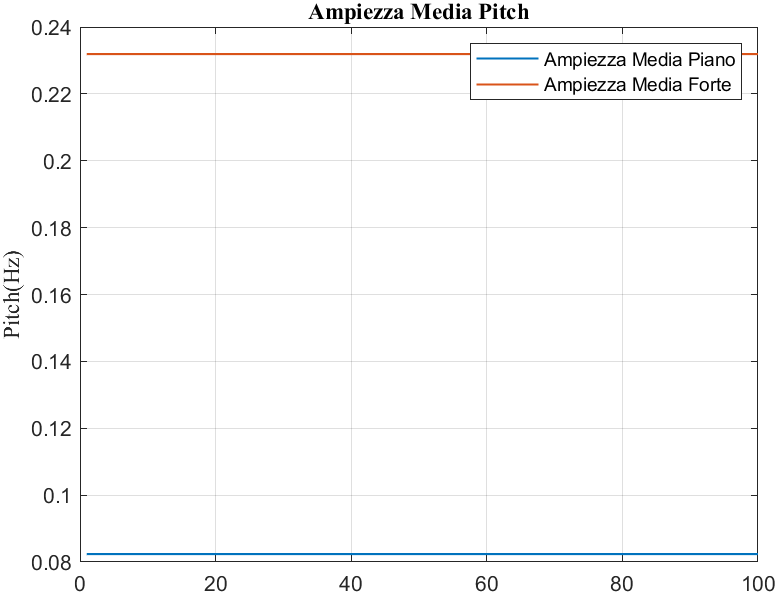 Ampiezza Media Pitch
0.24
0.22
0.2
0.18
0.16
0.14
0.12
0.1
0.08
Pitch(Hz)
Ampiezza Media Piano
Ampiezza Media Forte
0 20 40 60 80 100